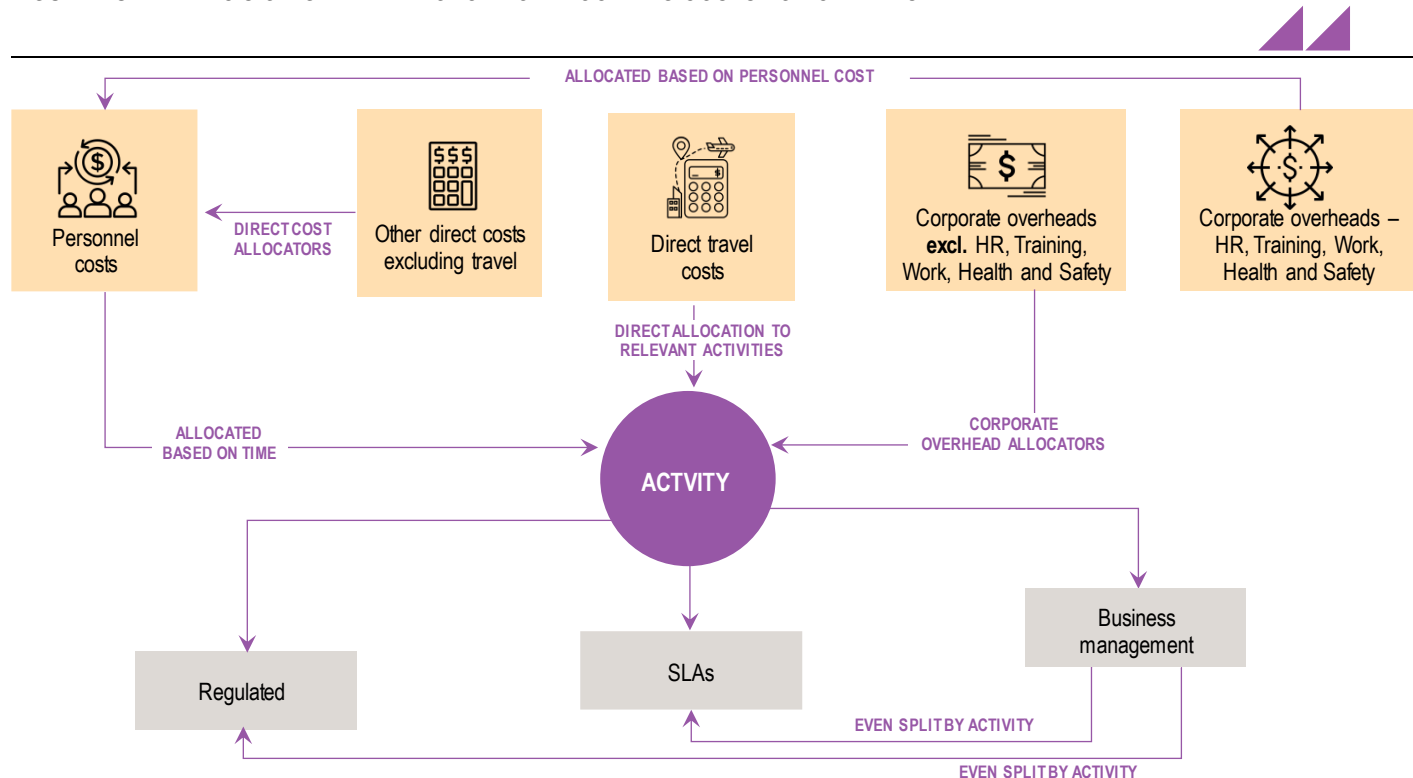 ALLOCATED BASED ON PERSONNEL COST
Personnel
costs
DIRECT COST
ALLOCATORS
$$$
Other direct costs
excluding travel
Direct travel
costs
Corporate overheads
excl. HR, Training,
Work, Health and Safety
Corporate overheads –
HR, Training, Work,
Health and Safety
DIRECT ALLOCATION TO
RELEVANT ACTIVITIES
ALLOCATED
BASED ON TIME
CORPORATE
OVERHEAD ALLOCATORS
ACTVITY
Regulated
SLAs
Business
management
EVEN SPLIT BY ACTIVITY
EVEN SPLIT BY ACTIVITY